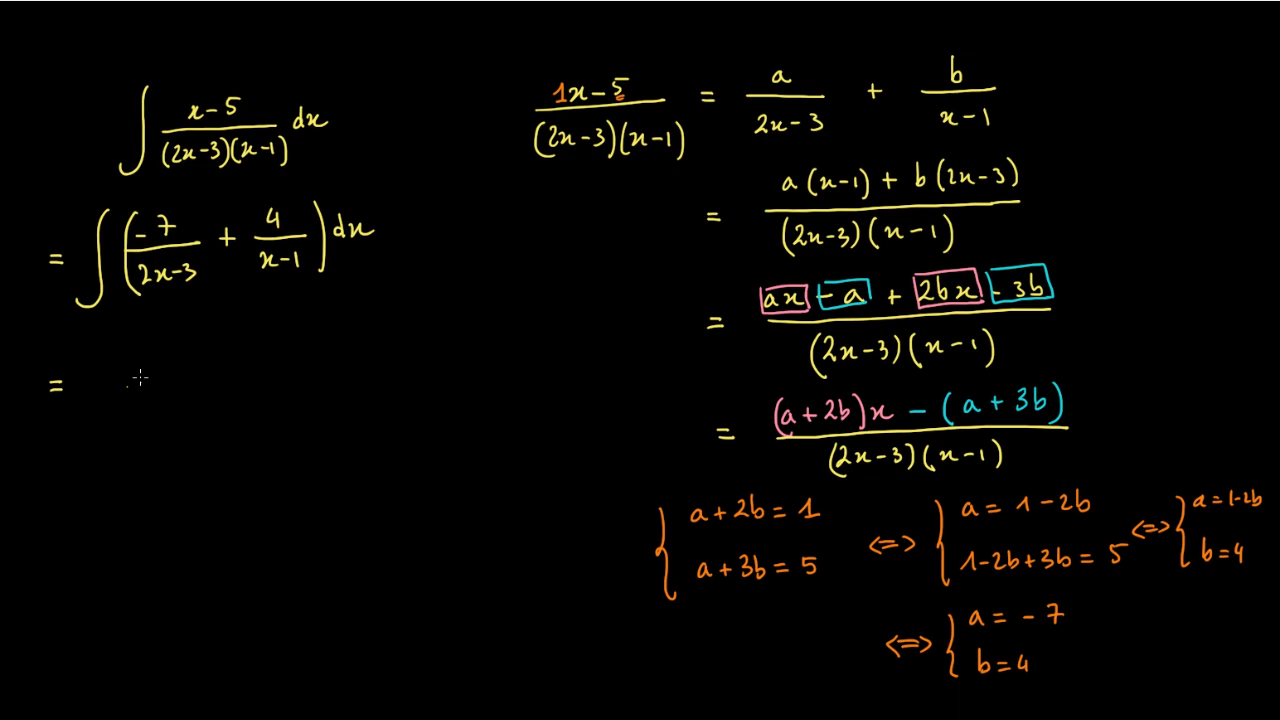 ∫ (x-5)/((2x-3)(x-1)) dx
= ∫ (-7/(2x-3) + 4/(x-1)) dx
=
(1x-5)/((2x-3)(x-1)) = a/(2x-3) + b/(x-1)
= (a(x-1) + b(2x-3))/((2x-3)(x-1))
= (ax - a + 2bx - 3b)/((2x-3)(x-1))
= ((a+2b)x - (a+3b))/((2x-3)(x-1))
{ a+2b = 1
a+3b = 5
⇔ { a = 1-2b
1-2b+3b = 5
⇔ { a=1-2b
b=4
⇔ { a = -7
b=4